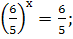 (6/5)^x = 6/5;